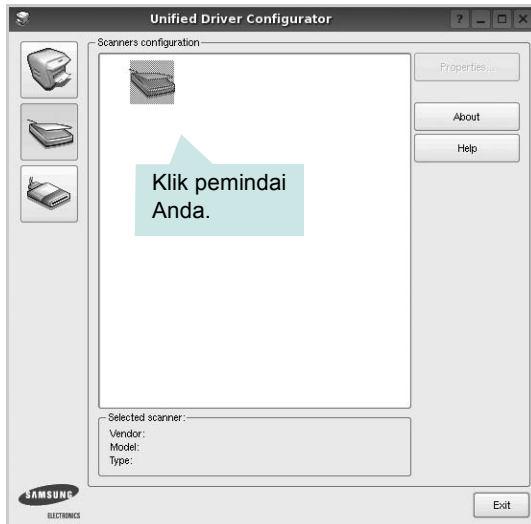 Unified Driver Configurator
Scanners configuration
Properties...
About
Help
Klik pemindai
Anda.
Selected scanner:
Vendor:
Model:
Type:
SAMSUNG
ELECTRONICS
Exit